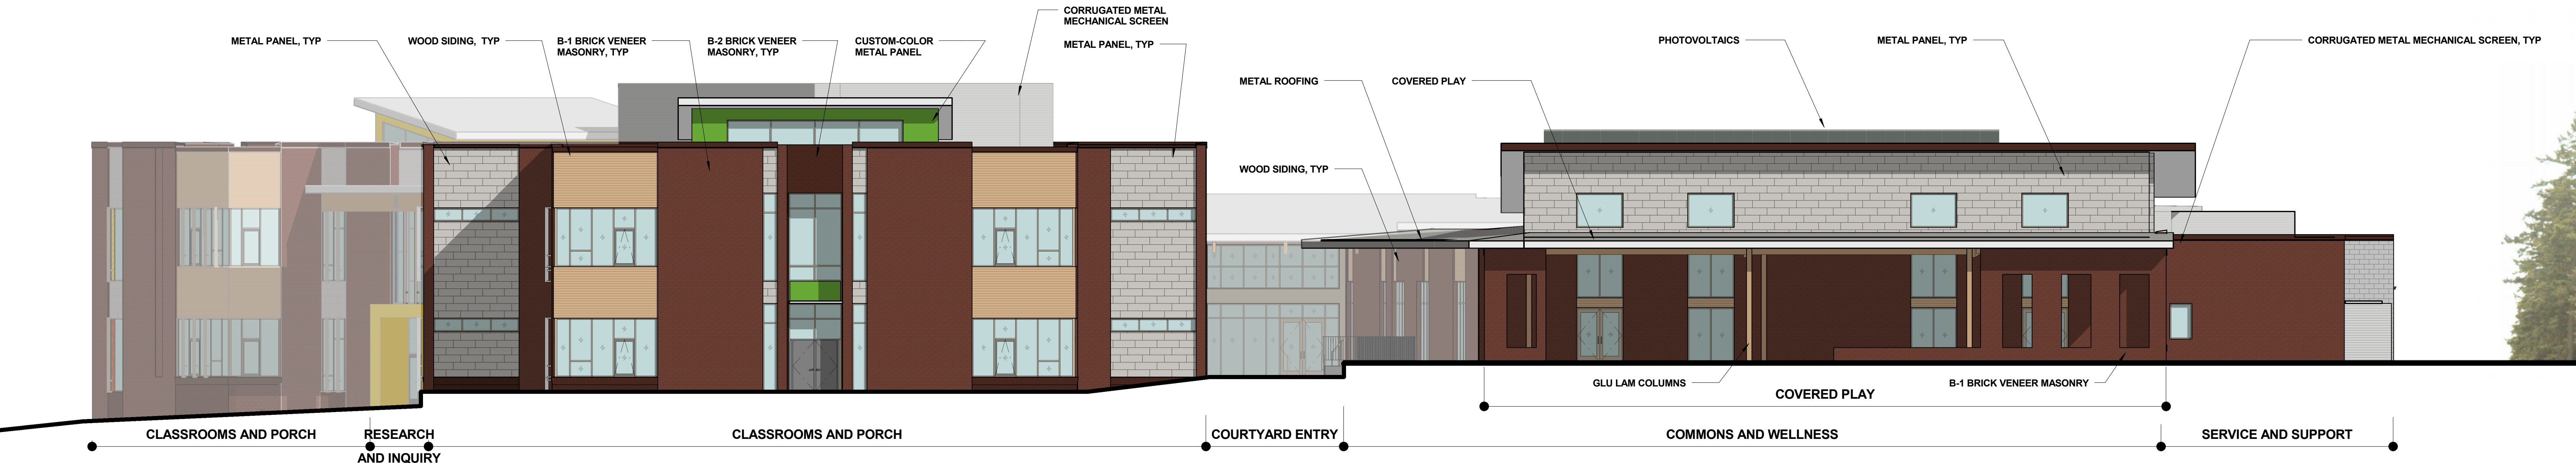 CORRUGATED METAL
MECHANICAL SCREEN
METAL PANEL, TYP
WOOD SIDING, TYP
B-1 BRICK VENEER
MASONRY, TYP
B-2 BRICK VENEER
MASONRY, TYP
CUSTOM-COLOR
METAL PANEL
METAL PANEL, TYP
PHOTOVOLTAICS
METAL PANEL, TYP
CORRUGATED METAL MECHANICAL SCREEN, TYP
METAL ROOFING
COVERED PLAY
WOOD SIDING, TYP
GLU LAM COLUMNS
B-1 BRICK VENEER MASONRY
COVERED PLAY
CLASSROOMS AND PORCH
RESEARCH
AND INQUIRY
CLASSROOMS AND PORCH
COURTYARD ENTRY
COMMONS AND WELLNESS
SERVICE AND SUPPORT